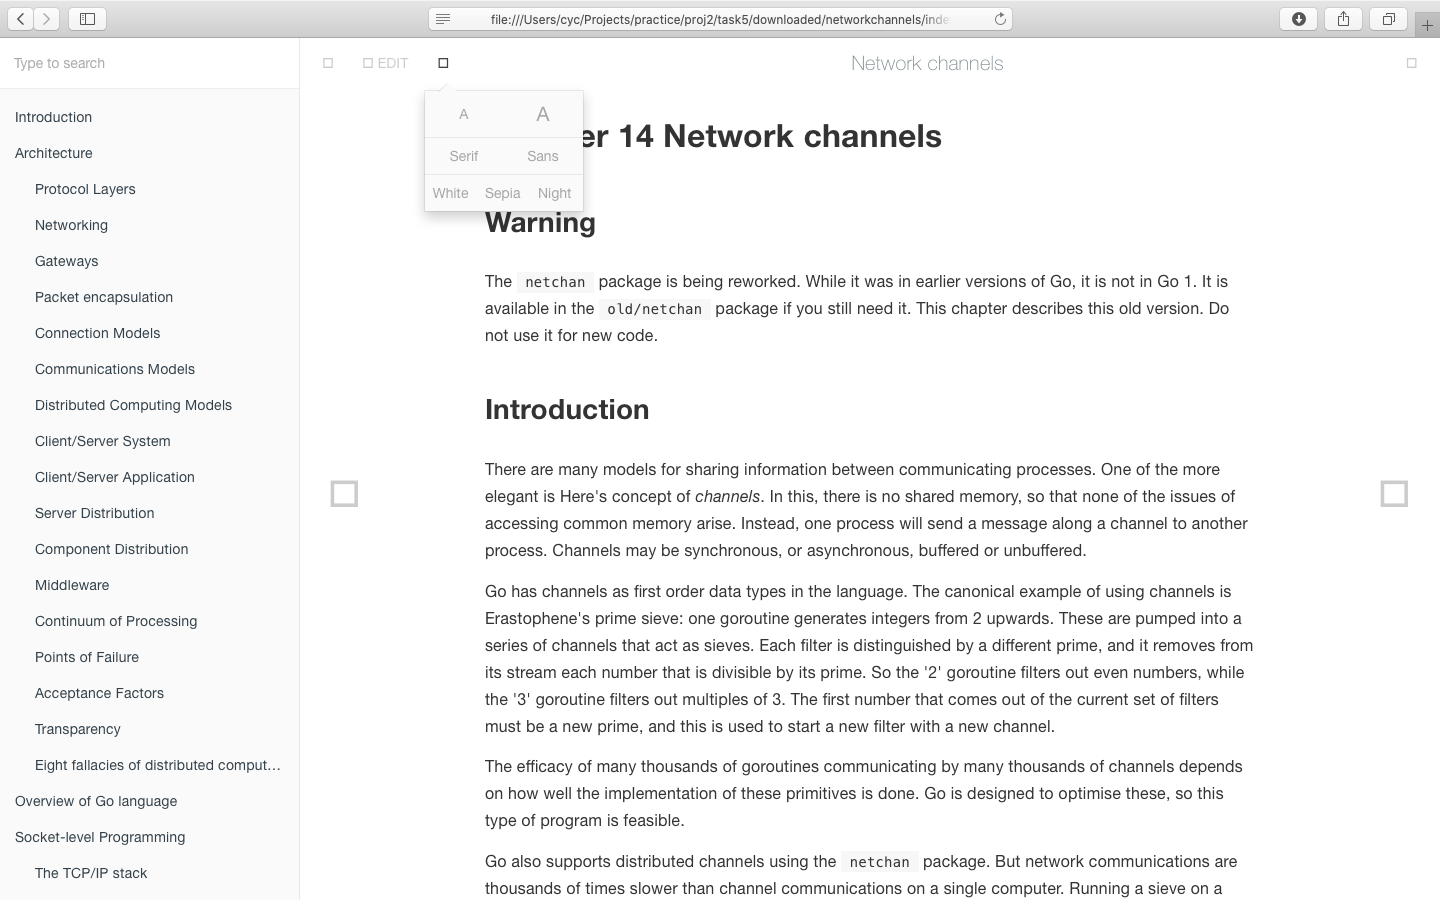 file:///Users/cyc/Projects/practice/proj2/task5/downloaded/networkchannels/inde
Type to search
EDIT
Network channels
Introduction
Architecture
Protocol Layers
Networking
Gateways
Packet encapsulation
Connection Models
Communications Models
Distributed Computing Models
Client/Server System
Client/Server Application
Server Distribution
Component Distribution
Middleware
Continuum of Processing
Points of Failure
Acceptance Factors
Transparency
Eight fallacies of distributed comput...
Overview of Go language
Socket-level Programming
The TCP/IP stack
A A
Serif Sans
White Sepia Night
er 14 Network channels
Warning
The netchan package is being reworked. While it was in earlier versions of Go, it is not in Go 1. It is
available in the old/netchan package if you still need it. This chapter describes this old version. Do
not use it for new code.
Introduction
There are many models for sharing information between communicating processes. One of the more
elegant is Here's concept of channels. In this, there is no shared memory, so that none of the issues of
accessing common memory arise. Instead, one process will send a message along a channel to another
process. Channels may be synchronous, or asynchronous, buffered or unbuffered.
Go has channels as first order data types in the language. The canonical example of using channels is
Erastophene's prime sieve: one goroutine generates integers from 2 upwards. These are pumped into a
series of channels that act as sieves. Each filter is distinguished by a different prime, and it removes from
its stream each number that is divisible by its prime. So the '2' goroutine filters out even numbers, while
the '3' goroutine filters out multiples of 3. The first number that comes out of the current set of filters
must be a new prime, and this is used to start a new filter with a new channel.
The efficacy of many thousands of goroutines communicating by many thousands of channels depends
on how well the implementation of these primitives is done. Go is designed to optimise these, so this
type of program is feasible.
Go also supports distributed channels using the netchan package. But network communications are
thousands of times slower than channel communications on a single computer. Running a sieve on a